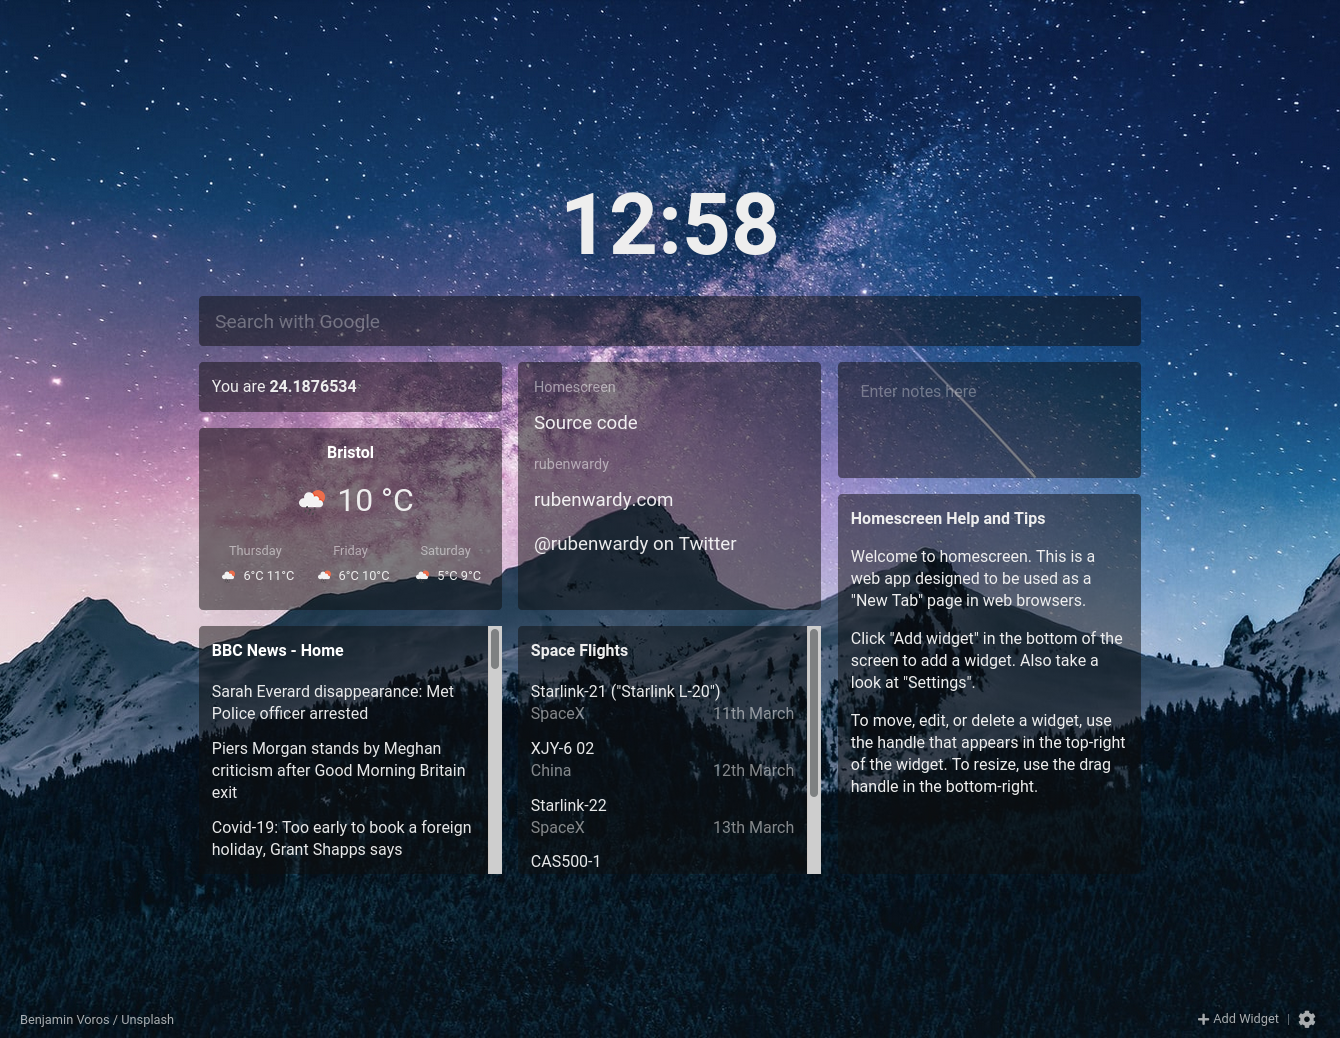 12:58
Search with Google
You are 24.1876534
Bristol
10 °C
Thursday Friday Saturday
6°C 11°C 6°C 10°C 5°C 9°C
Homescreen
Source code
rubenwardy
rubenwardy.com
@rubenwardy on Twitter
Enter notes here
Homescreen Help and Tips
Welcome to homescreen. This is a
web app designed to be used as a
"New Tab" page in web browsers.
Click "Add widget" in the bottom of the
screen to add a widget. Also take a
look at "Settings".
To move, edit, or delete a widget, use
the handle that appears in the top-right
of the widget. To resize, use the drag
handle in the bottom-right.
BBC News - Home
Sarah Everard disappearance: Met
Police officer arrested
Piers Morgan stands by Meghan
criticism after Good Morning Britain
exit
Covid-19: Too early to book a foreign
holiday, Grant Shapps says
Space Flights
Starlink-21 ("Starlink L-20")
SpaceX 11th March
XJY-6 02
China 12th March
Starlink-22
SpaceX 13th March
CAS500-1
Benjamin Voros / Unsplash
Add Widget |